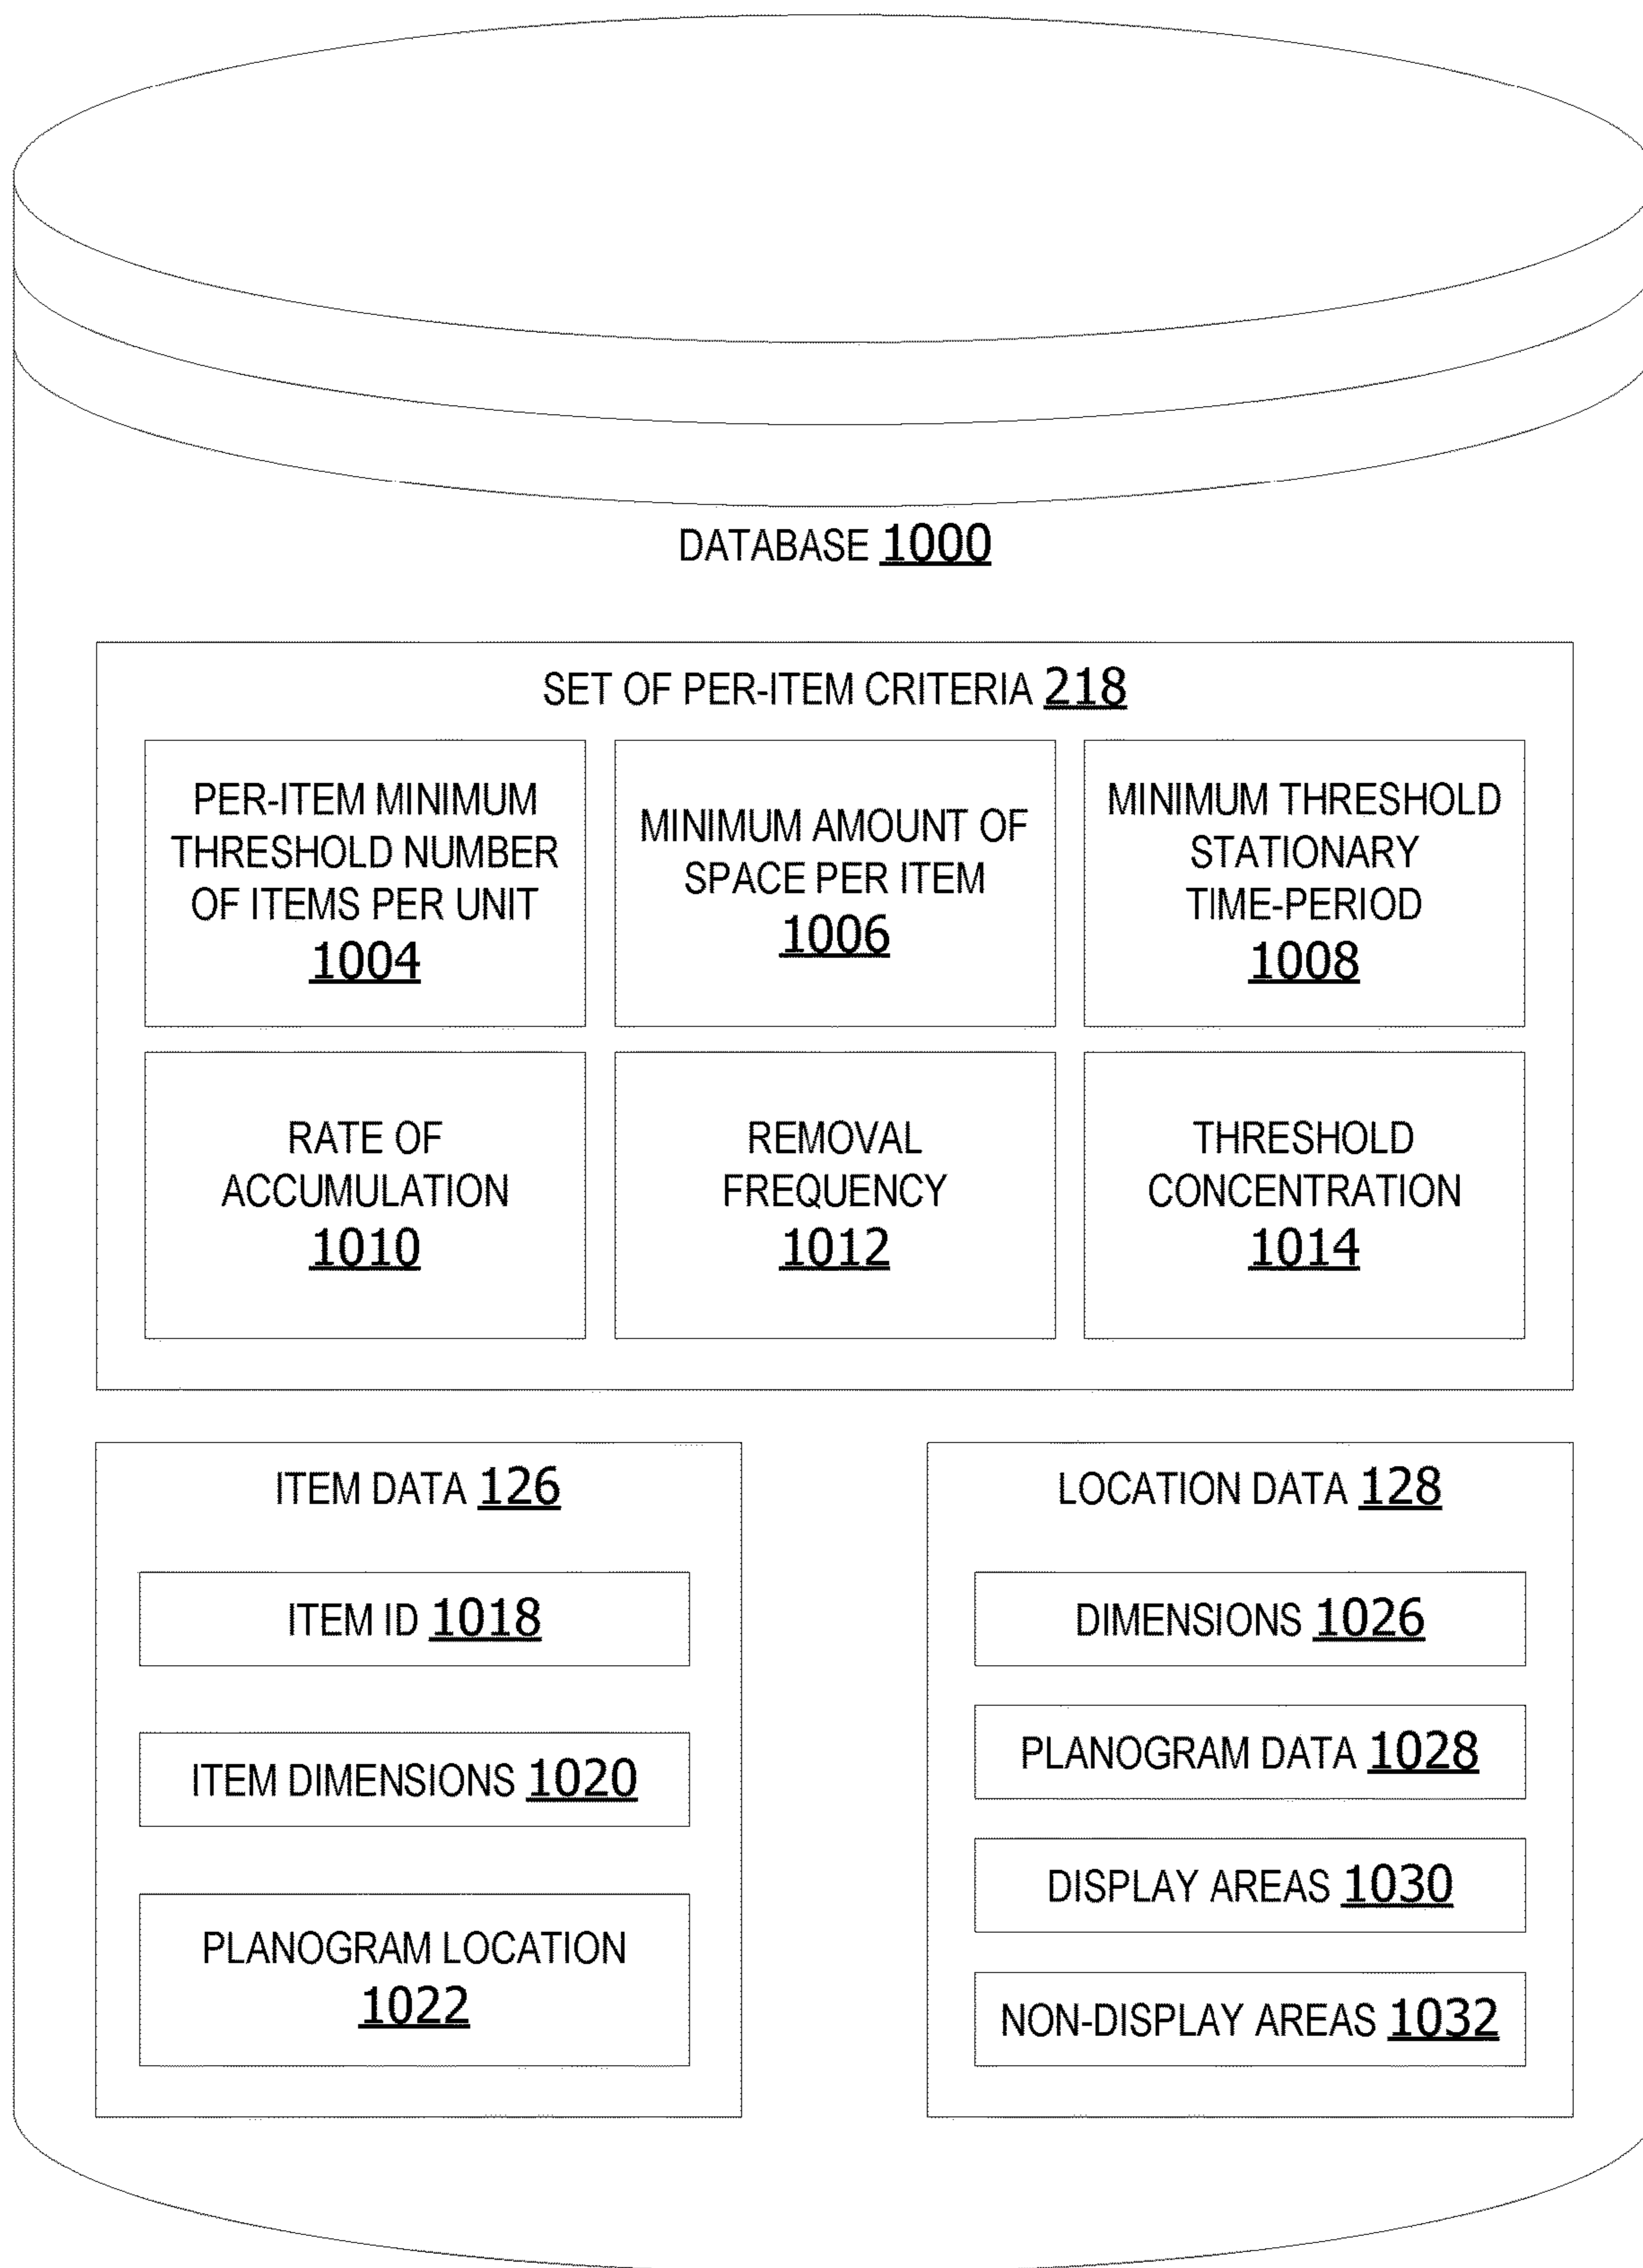 DATABASE 1000
SET OF PER-ITEM CRITERIA 218
PER-ITEM MINIMUM
THRESHOLD NUMBER
OF ITEMS PER UNIT
1004
MINIMUM AMOUNT OF
SPACE PER ITEM
1006
MINIMUM THRESHOLD
STATIONARY
TIME-PERIOD
1008
RATE OF
ACCUMULATION
1010
REMOVAL
FREQUENCY
1012
THRESHOLD
CONCENTRATION
1014
ITEM DATA 126
ITEM ID 1018
ITEM DIMENSIONS 1020
PLANOGRAM LOCATION
1022
LOCATION DATA 128
DIMENSIONS 1026
PLANOGRAM DATA 1028
DISPLAY AREAS 1030
NON-DISPLAY AREAS 1032